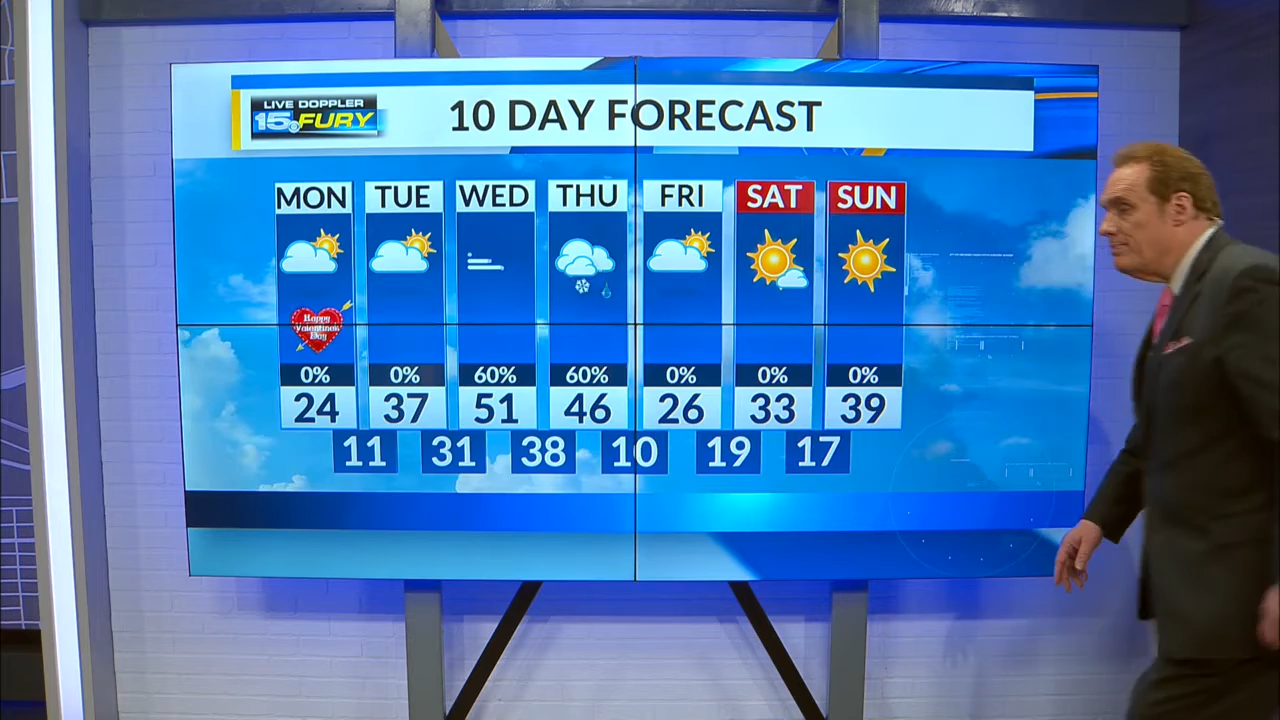 LIVE DOPPLER
15 FURY
10 DAY FORECAST
MON TUE WED THU FRI SAT SUN
Happy
Valentine's
Day
0% 0% 60% 60% 0% 0% 0%
24 37 51 46 26 33 39
11 31 38 10 19 17